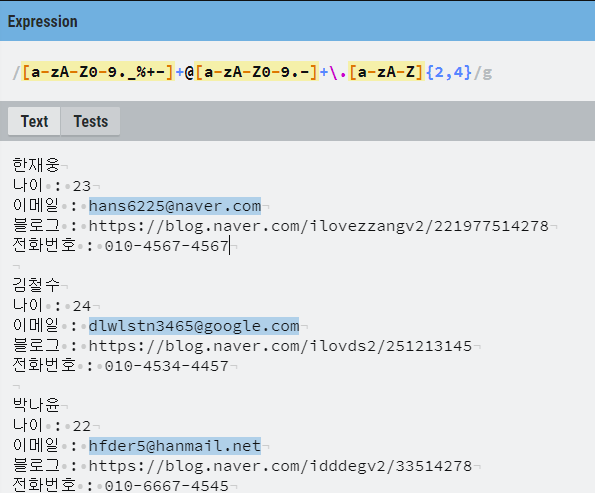 Expression
/[a-zA-Z0-9._%+-]+@[a-zA-Z0-9.-]+\.[a-zA-Z]{2,4}/g
Text Tests
한재웅
나이 : 23
이메일 : hans6225@naver.com
블로그 : https://blog.naver.com/ilovezzangv2/221977514278
전화번호 : 010-4567-4567
김철수
나이 : 24
이메일 : dlwlstn3465@google.com
블로그 : https://blog.naver.com/ilovds2/251213145
전화번호 : 010-4534-4457
박나윤
나이 : 22
이메일 : hfder5@hanmail.net
블로그 : https://blog.naver.com/idddegv2/33514278
전화번호 : 010-6667-4545